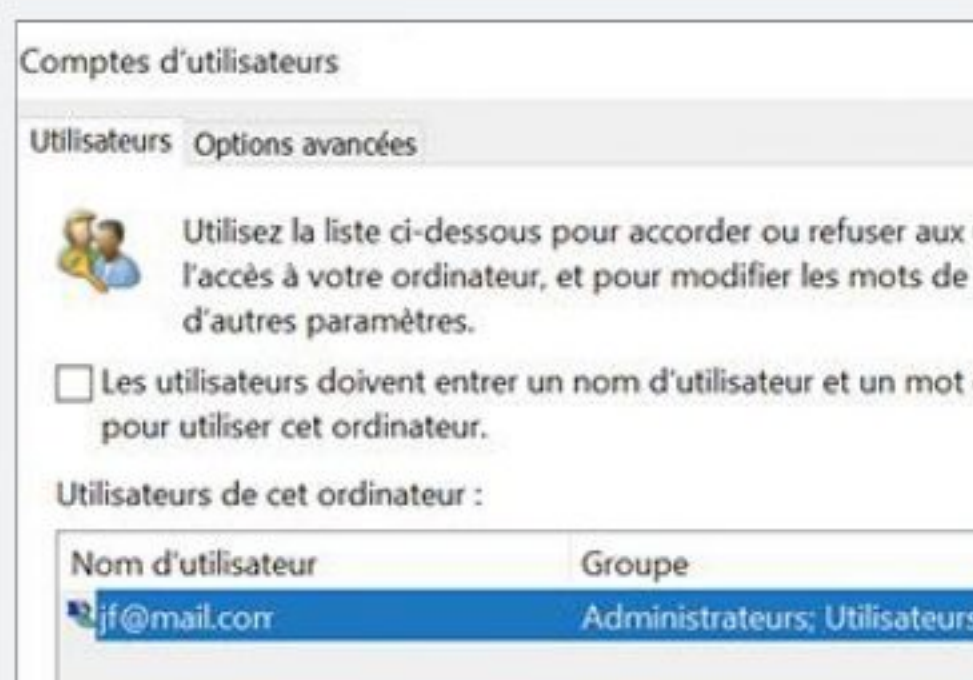 Comptes d'utilisateurs
Utilisateurs Options avancées
Utilisez la liste ci-dessous pour accorder ou refuser aux
l'accès à votre ordinateur, et pour modifier les mots de
d'autres paramètres.
Les utilisateurs doivent entrer un nom d'utilisateur et un mot
pour utiliser cet ordinateur.
Utilisateurs de cet ordinateur :
Nom d'utilisateur Groupe
jf@mail.com Administrateurs; Utilisateurs